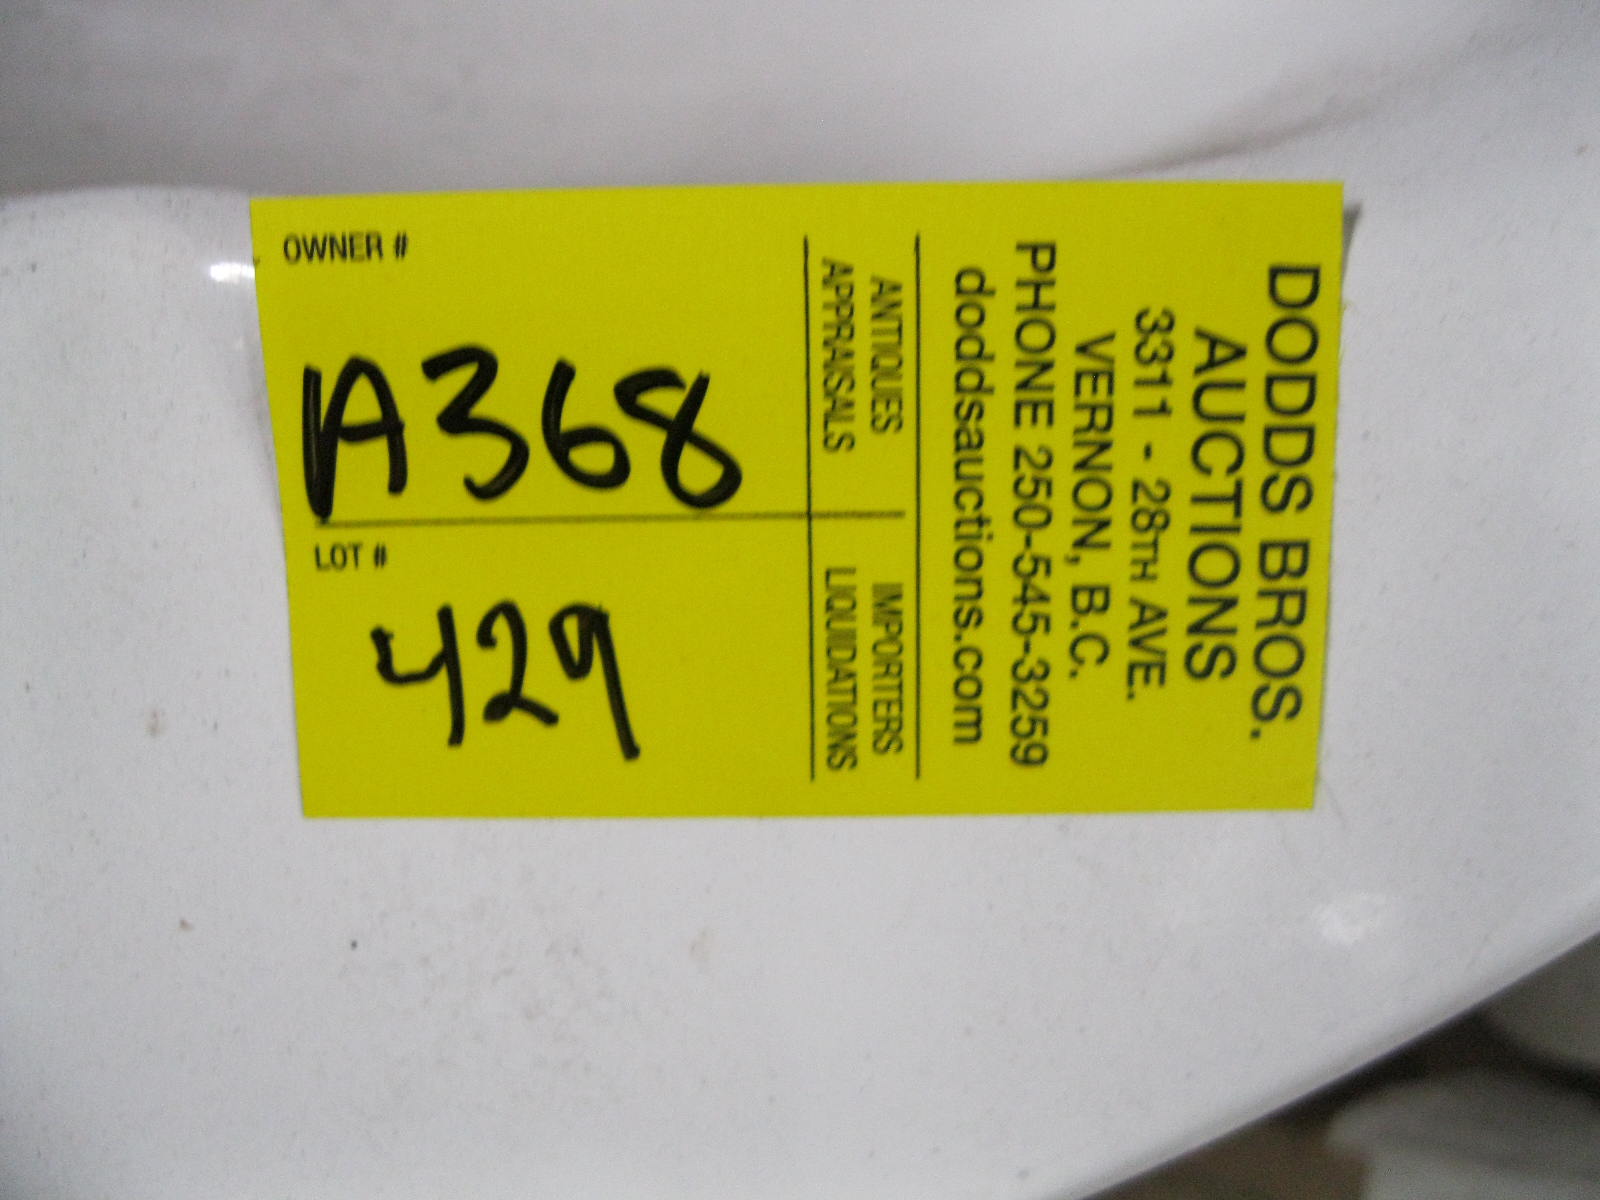 DODDS BROS.
AUCTIONS
3311 - 28TH AVE.
VERNON, B.C.
PHONE 250-545-3259
doddsauctions.com
ANTIQUES IMPORTERS
APPRAISALS LIQUIDATIONS
OWNER #
A368
LOT #
429